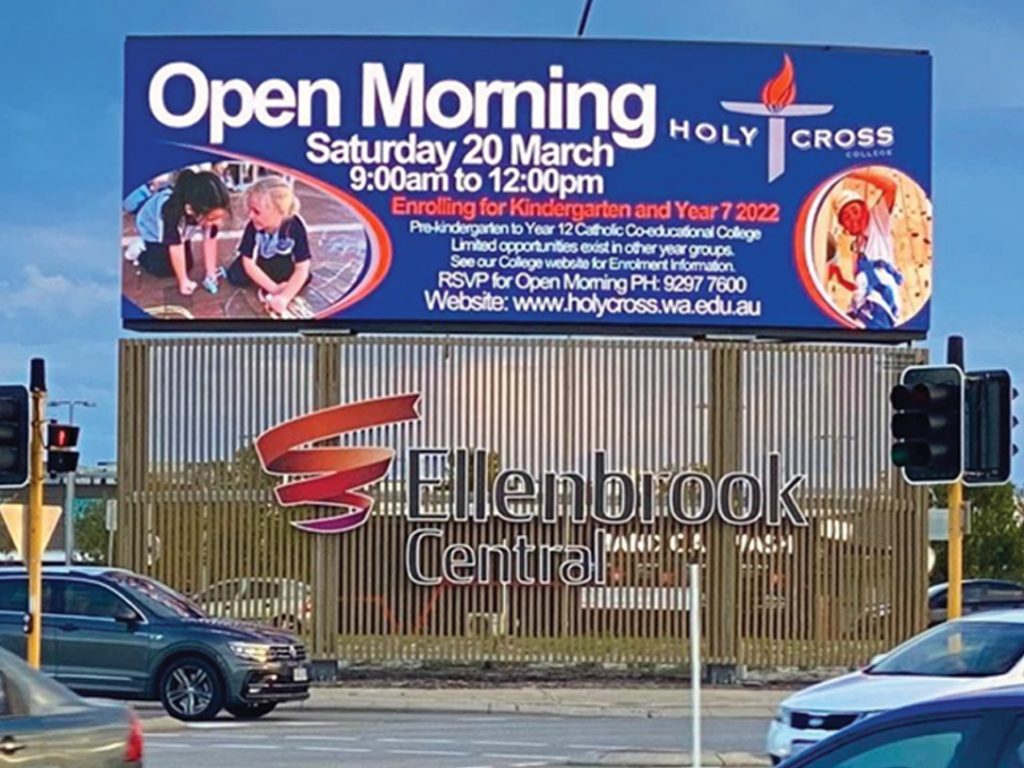 Open Morning
Saturday 20 March
9:00am to 12:00pm
HOLY CROSS
COLLEGE
Enrolling for Kindergarten and Year 7 2022
Pre-kindergarten to Year 12 Catholic Co-educational College
Limited opportunities exist in other year groups.
See our College website for Enrolment Information.
RSVP for Open Morning PH: 9297 7600
Website: www.holycross.wa.edu.au
Ellenbrook
Central
HAND CAR WASH